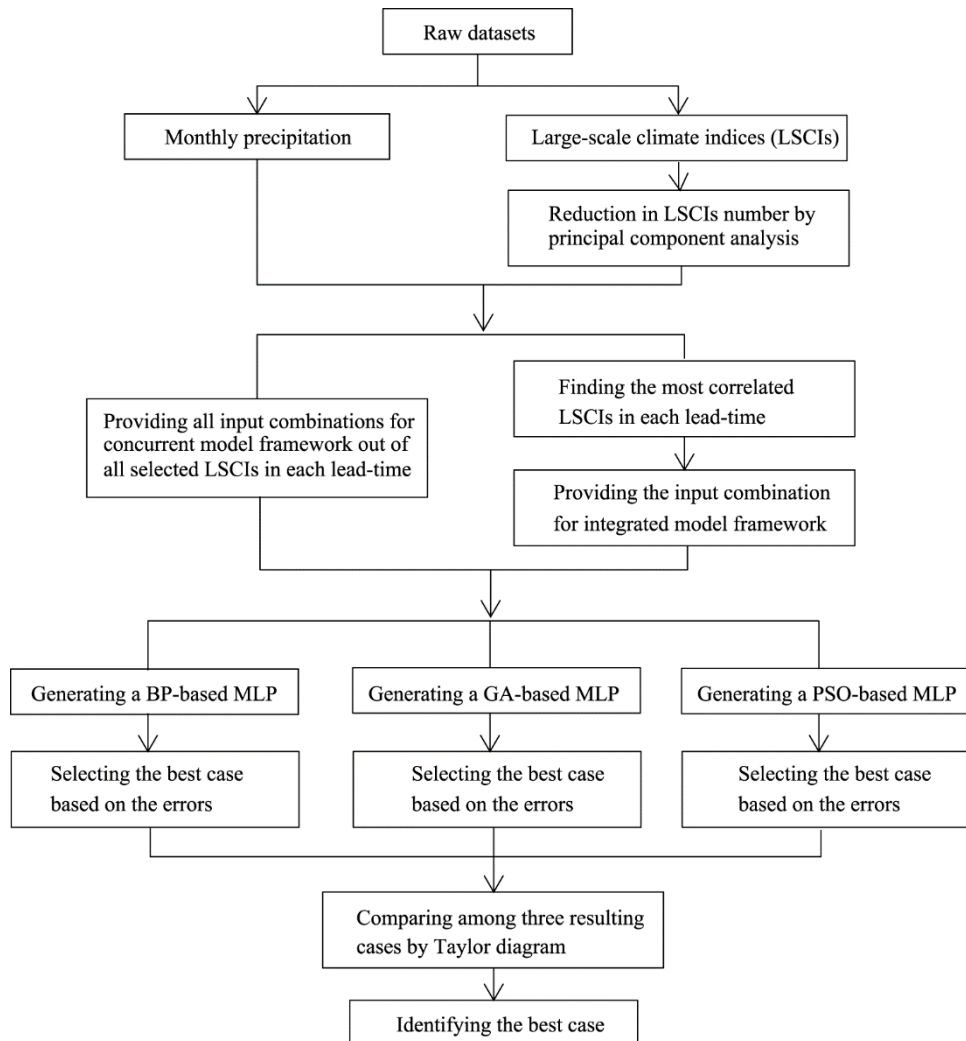 Raw datasets
Monthly precipitation
Large-scale climate indices (LSCIs)
Reduction in LSCIs number by
principal component analysis
Providing all input combinations for
concurrent model framework out of
all selected LSCIs in each lead-time
Finding the most correlated
LSCIs in each lead-time
Providing the input combination
for integrated model framework
Generating a BP-based MLP
Generating a GA-based MLP
Generating a PSO-based MLP
Selecting the best case
based on the errors
Selecting the best case
based on the errors
Selecting the best case
based on the errors
Comparing among three resulting
cases by Taylor diagram
Identifying the best case